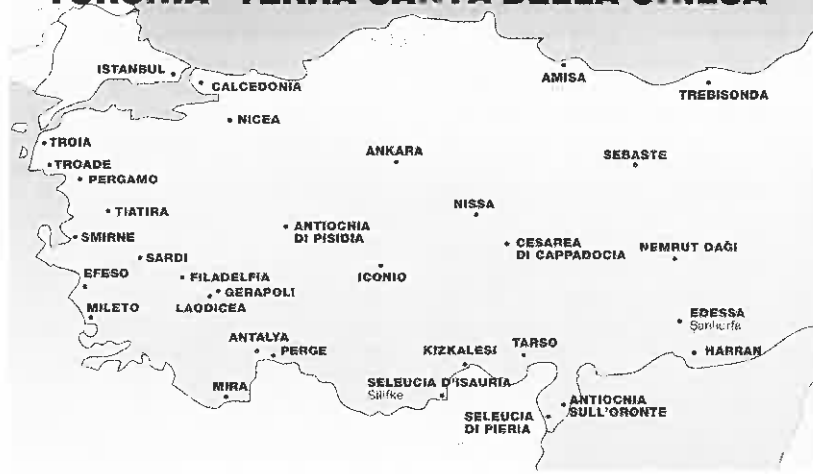 TURCHIA "TERRA SANTA DELLA CHIESA"
ISTANBUL
CALCEDONIA
AMISA
TREBISONDA
NICEA
TROIA
ANKARA
SEBASTE
TROADE
PERGAMO
NISSA
TIATIRA
ANTIOCHIA
DI PISIDIA
SMIRNE
CESAREA
DI CAPPADOCIA
NEMRUT DAĞI
SARDI
EFESO
FILADELFIA
ICONIO
GERAPOLI
LAODICEA
MILETO
EDESSA
Şanlıurfa
ANTALYA
PERGE
KIZKALESI
TARSO
HARRAN
MIRA
SELEUCIA D'ISAURIA
Silifke
ANTIOCHIA
SULL'ORONTE
SELEUCIA
DI PIERIA